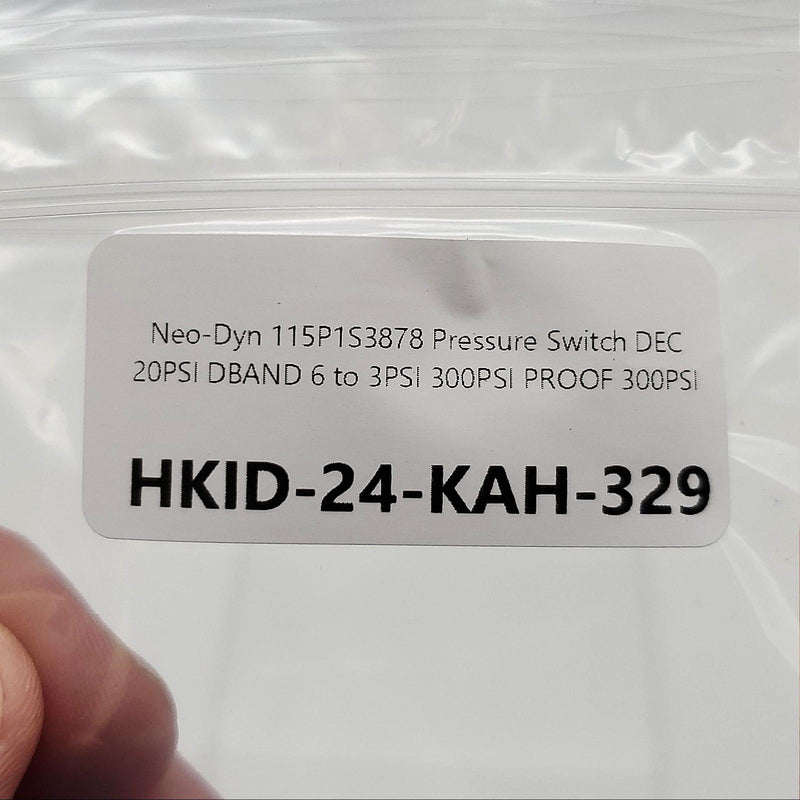 Neo-Dyn 115P1S3878 Pressure Switch DEC
20PSI DBAND 6 to 3PSI 300PSI PROOF 300PSI
HKID-24-KAH-329